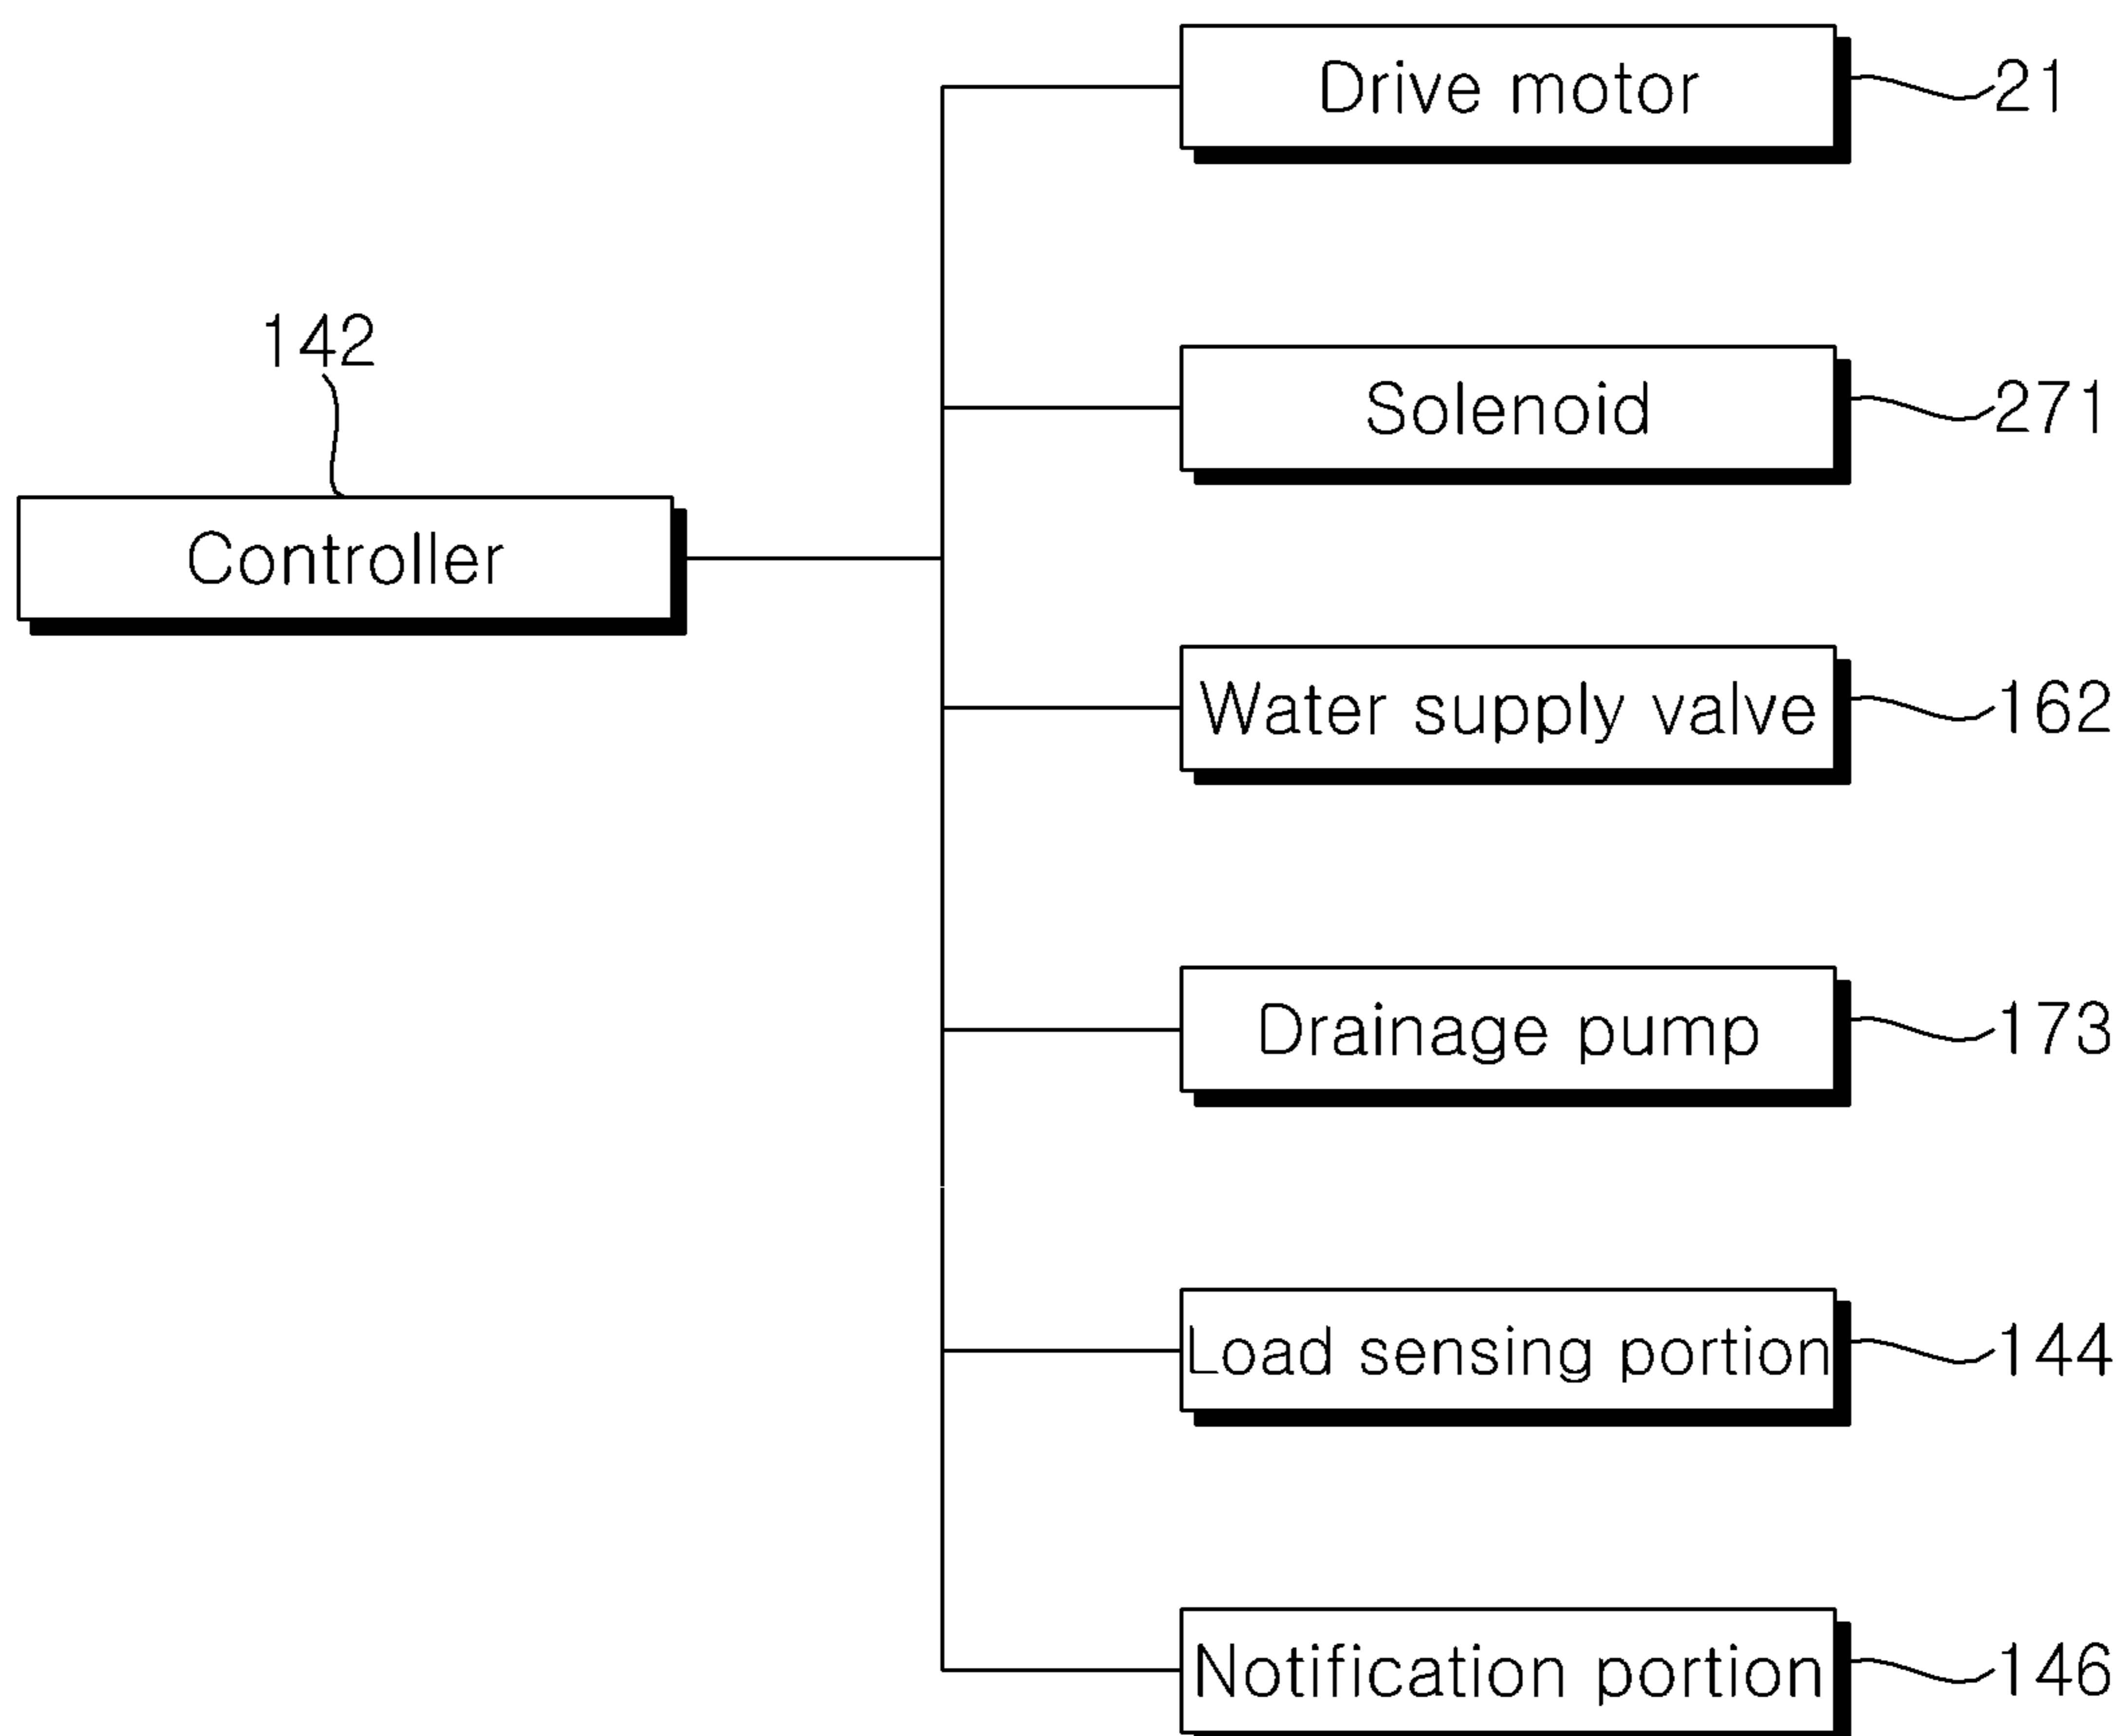 Drive motor 21
142
Solenoid 271
Controller
Water supply valve 162
Drainage pump 173
Load sensing portion 144
Notification portion 146